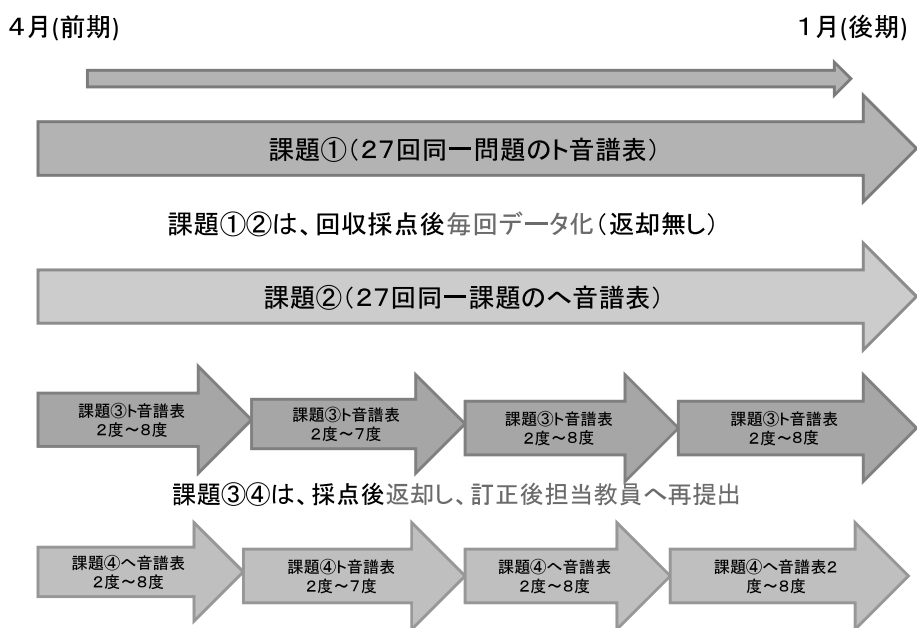 4月(前期)
1月(後期)
課題①(27回同一問題のト音譜表)
課題①②は、回収採点後毎回データ化(返却無し)
課題②(27回同一課題のヘ音譜表)
課題③ト音譜表
2度～8度
課題③ト音譜表
2度～7度
課題③ト音譜表
2度～8度
課題③ト音譜表
2度～8度
課題③④は、採点後返却し、訂正後担当教員へ再提出
課題④ヘ音譜表
2度～8度
課題④ト音譜表
2度～7度
課題④ヘ音譜表
2度～8度
課題④ヘ音譜表2
度～8度